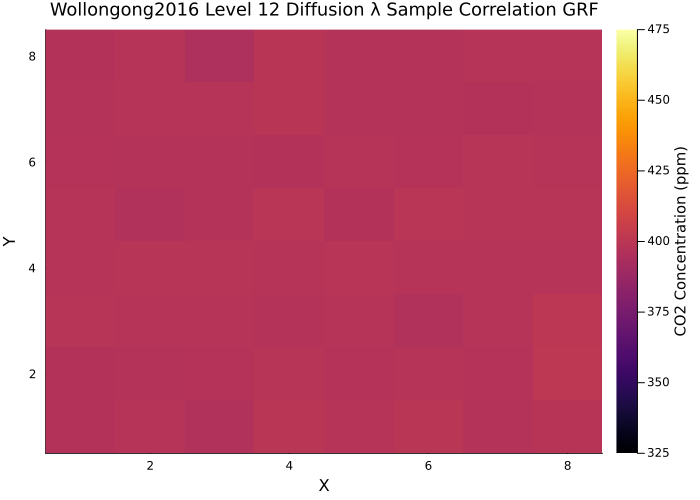 Wollongong2016 Level 12 Diffusion λ Sample Correlation GRF
8
6
4
2
Y
2 4 6 8
X
475
450
425
400
375
350
325
CO2 Concentration (ppm)